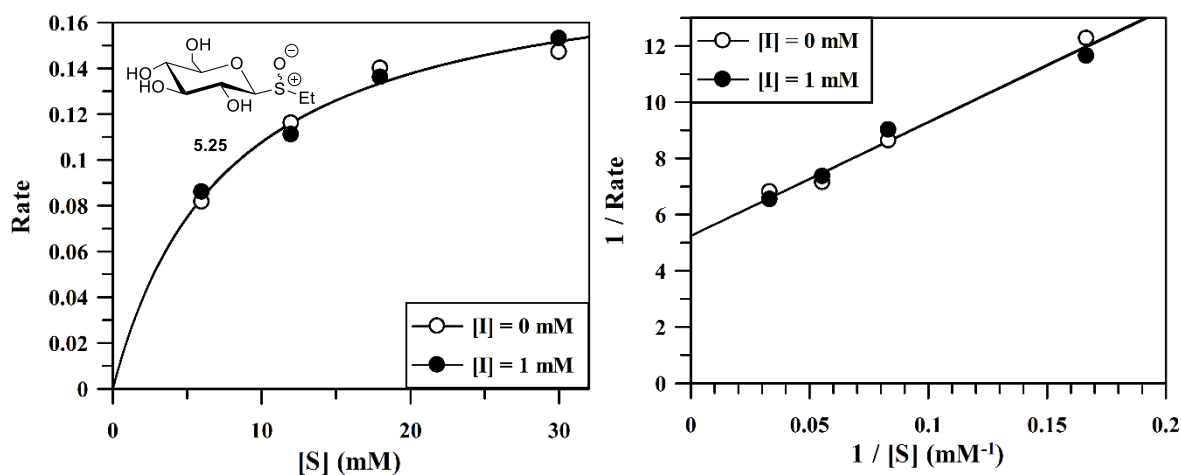 0.16
0.14
0.12
0.1
0.08
0.06
0.04
0.02
0
Rate
OH
HO
HO
OH
O
O
⊖
S
+
Et
5.25
[I] = 0 mM
[I] = 1 mM
0
10
20
30
[S] (mM)
12
10
8
6
4
2
0
1 / Rate
[I] = 0 mM
[I] = 1 mM
0
0.05
0.1
0.15
0.2
1 / [S] (mM⁻¹)